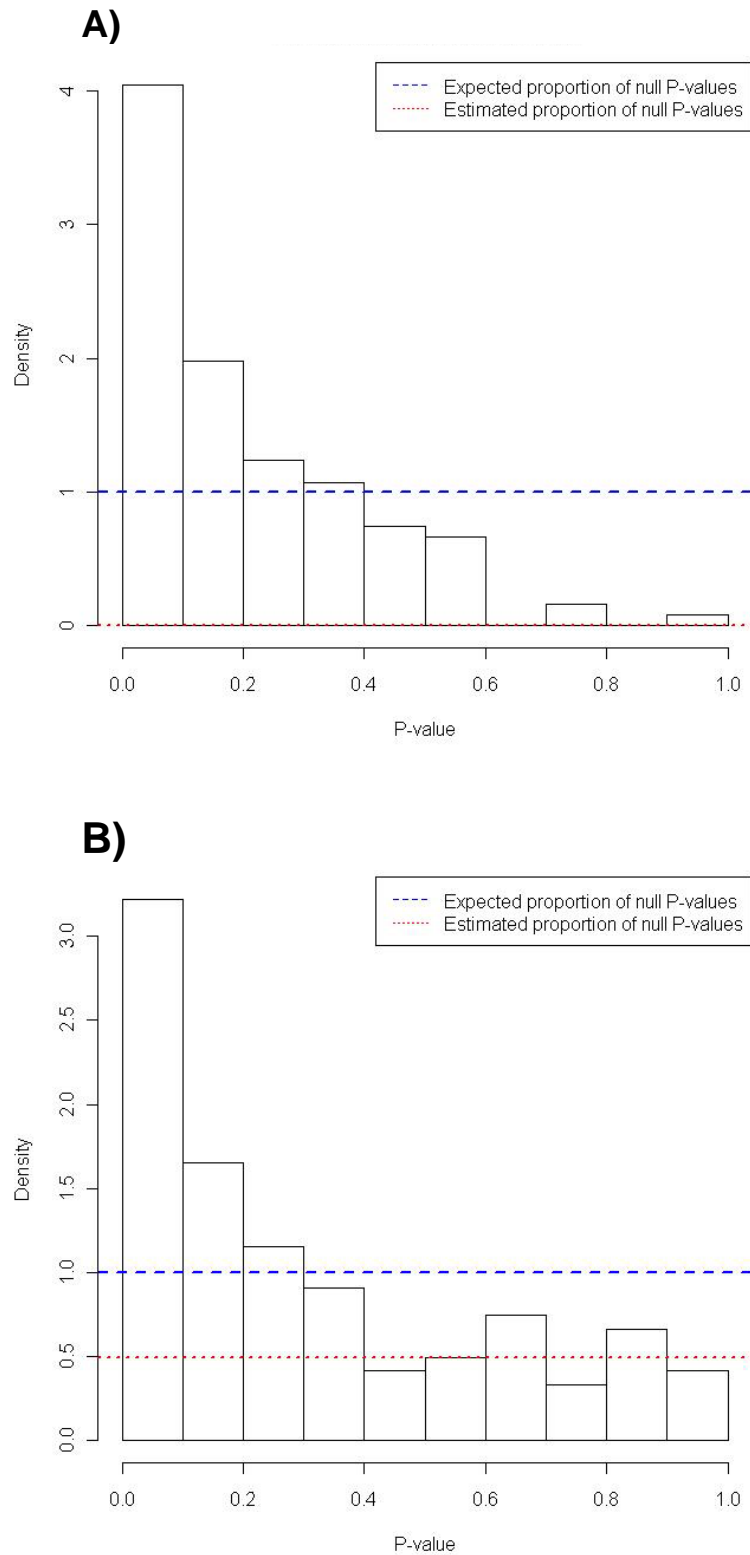 A)
Expected proportion of null P-values
Estimated proportion of null P-values
4
3
2
1
0
Density
0.0 0.2 0.4 0.6 0.8 1.0
P-value
B)
Expected proportion of null P-values
Estimated proportion of null P-values
3.0
2.5
2.0
1.5
1.0
0.5
0.0
Density
0.0 0.2 0.4 0.6 0.8 1.0
P-value